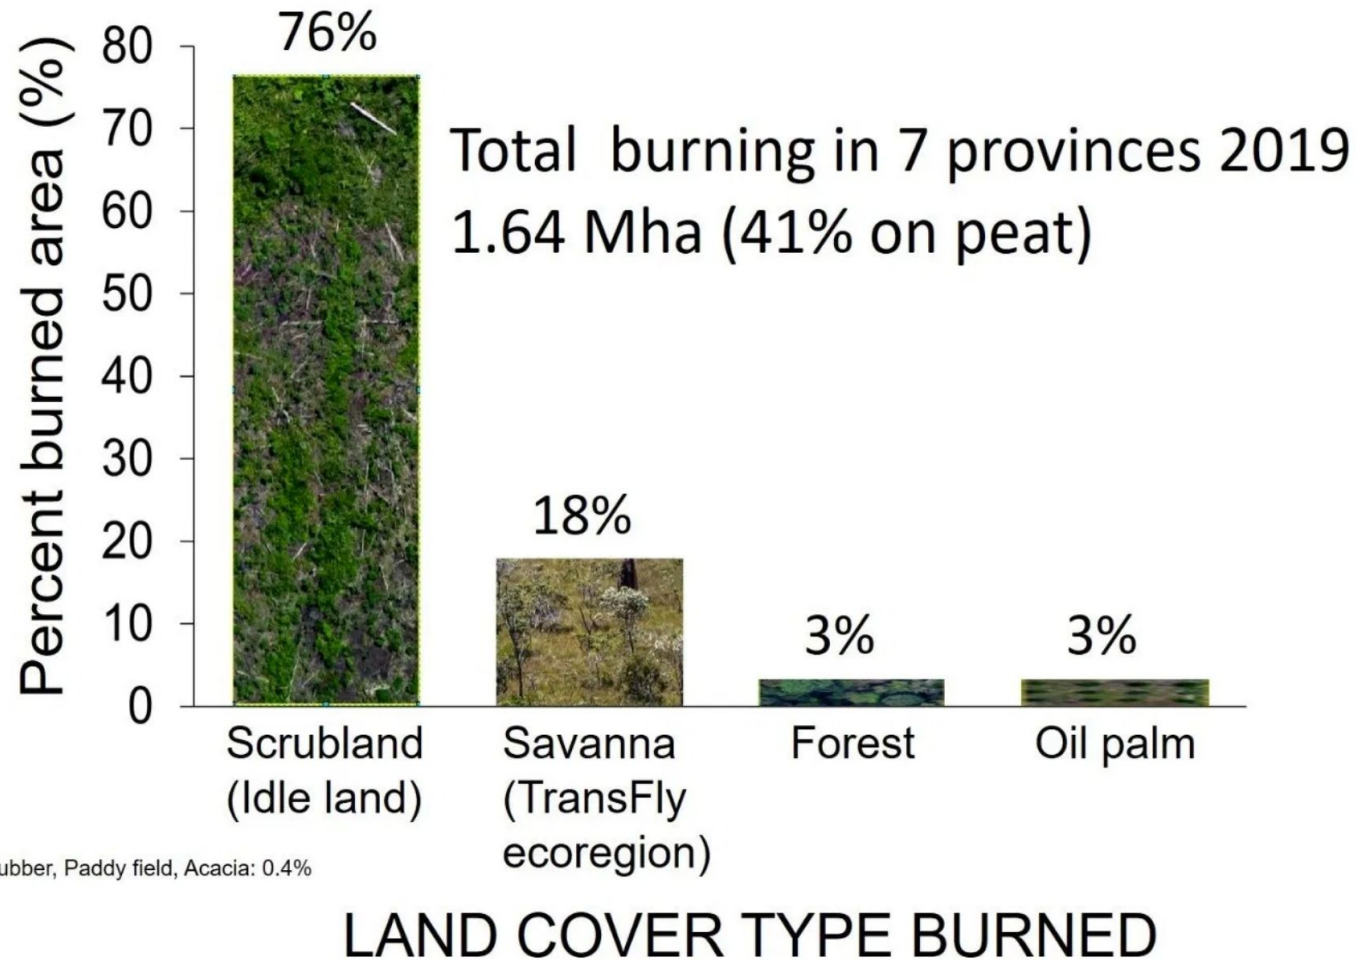 Percent burned area (%)
80
70
60
50
40
30
20
10
0
76%
Total burning in 7 provinces 2019
1.64 Mha (41% on peat)
18%
3%
3%
Scrubland
(Idle land)
Savanna
(TransFly
ecoregion)
Forest
Oil palm
Paddy field, Acacia: 0.4%
LAND COVER TYPE BURNED